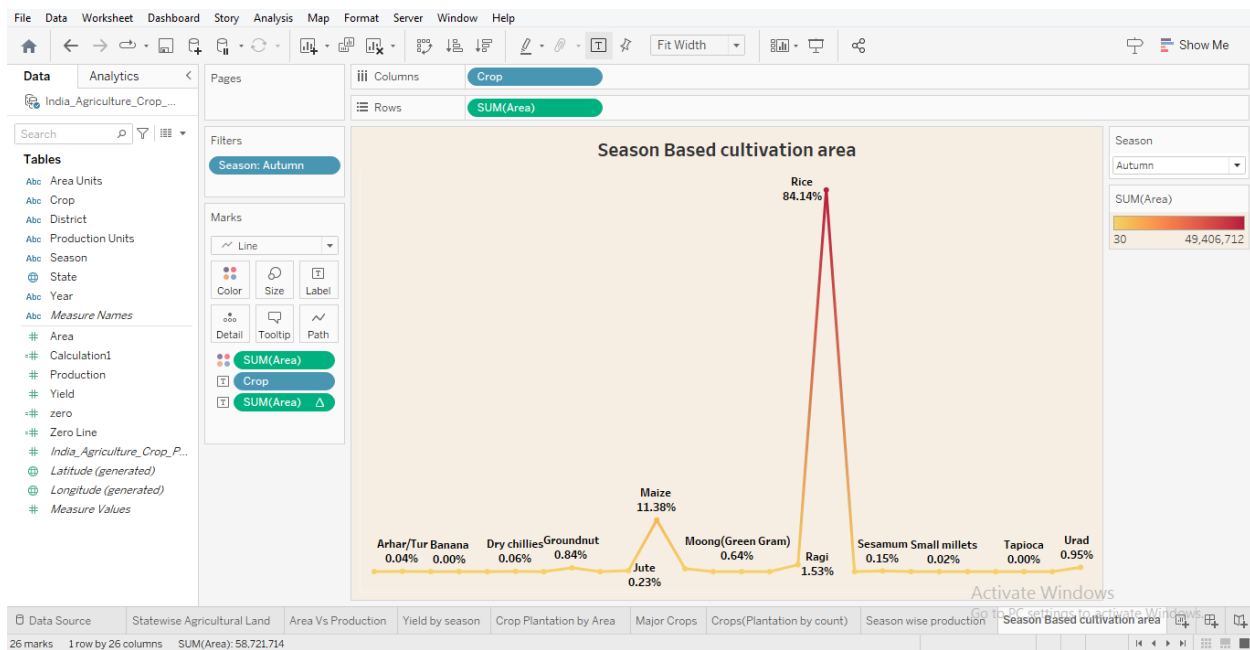 File Data Worksheet Dashboard Story Analysis Map Format Server Window Help
Fit Width
Show Me
Data Analytics
India_Agriculture_Crop_...
Search
Tables
Abc Area Units
Abc Crop
Abc District
Abc Production Units
Abc Season
State
Abc Year
Abc Measure Names
# Area
=# Calculation1
# Production
# Yield
=# zero
=# Zero Line
# India_Agriculture_Crop_P...
Latitude (generated)
Longitude (generated)
# Measure Values
Pages
Filters
Season: Autumn
Marks
Line
Color Size Label
Detail Tooltip Path
SUM(Area)
Crop
SUM(Area) Δ
Columns Crop
Rows SUM(Area)
Season Based cultivation area
Rice
84.14%
Maize
11.38%
Arhar/Tur
0.04%
Banana
0.00%
Dry chillies
0.06%
Groundnut
0.84%
Jute
0.23%
Moong(Green Gram)
0.64%
Ragi
1.53%
Sesamum
0.15%
Small millets
0.02%
Tapioca
0.00%
Urad
0.95%
Season
Autumn
SUM(Area)
30 49,406,712
Activate Windows
Go to PC settings to activate Windows.
Data Source Statewise Agricultural Land Area Vs Production Yield by season Crop Plantation by Area Major Crops Crops(Plantation by count) Season wise production Season Based cultivation area
26 marks 1 row by 26 columns SUM(Area): 58,721,714